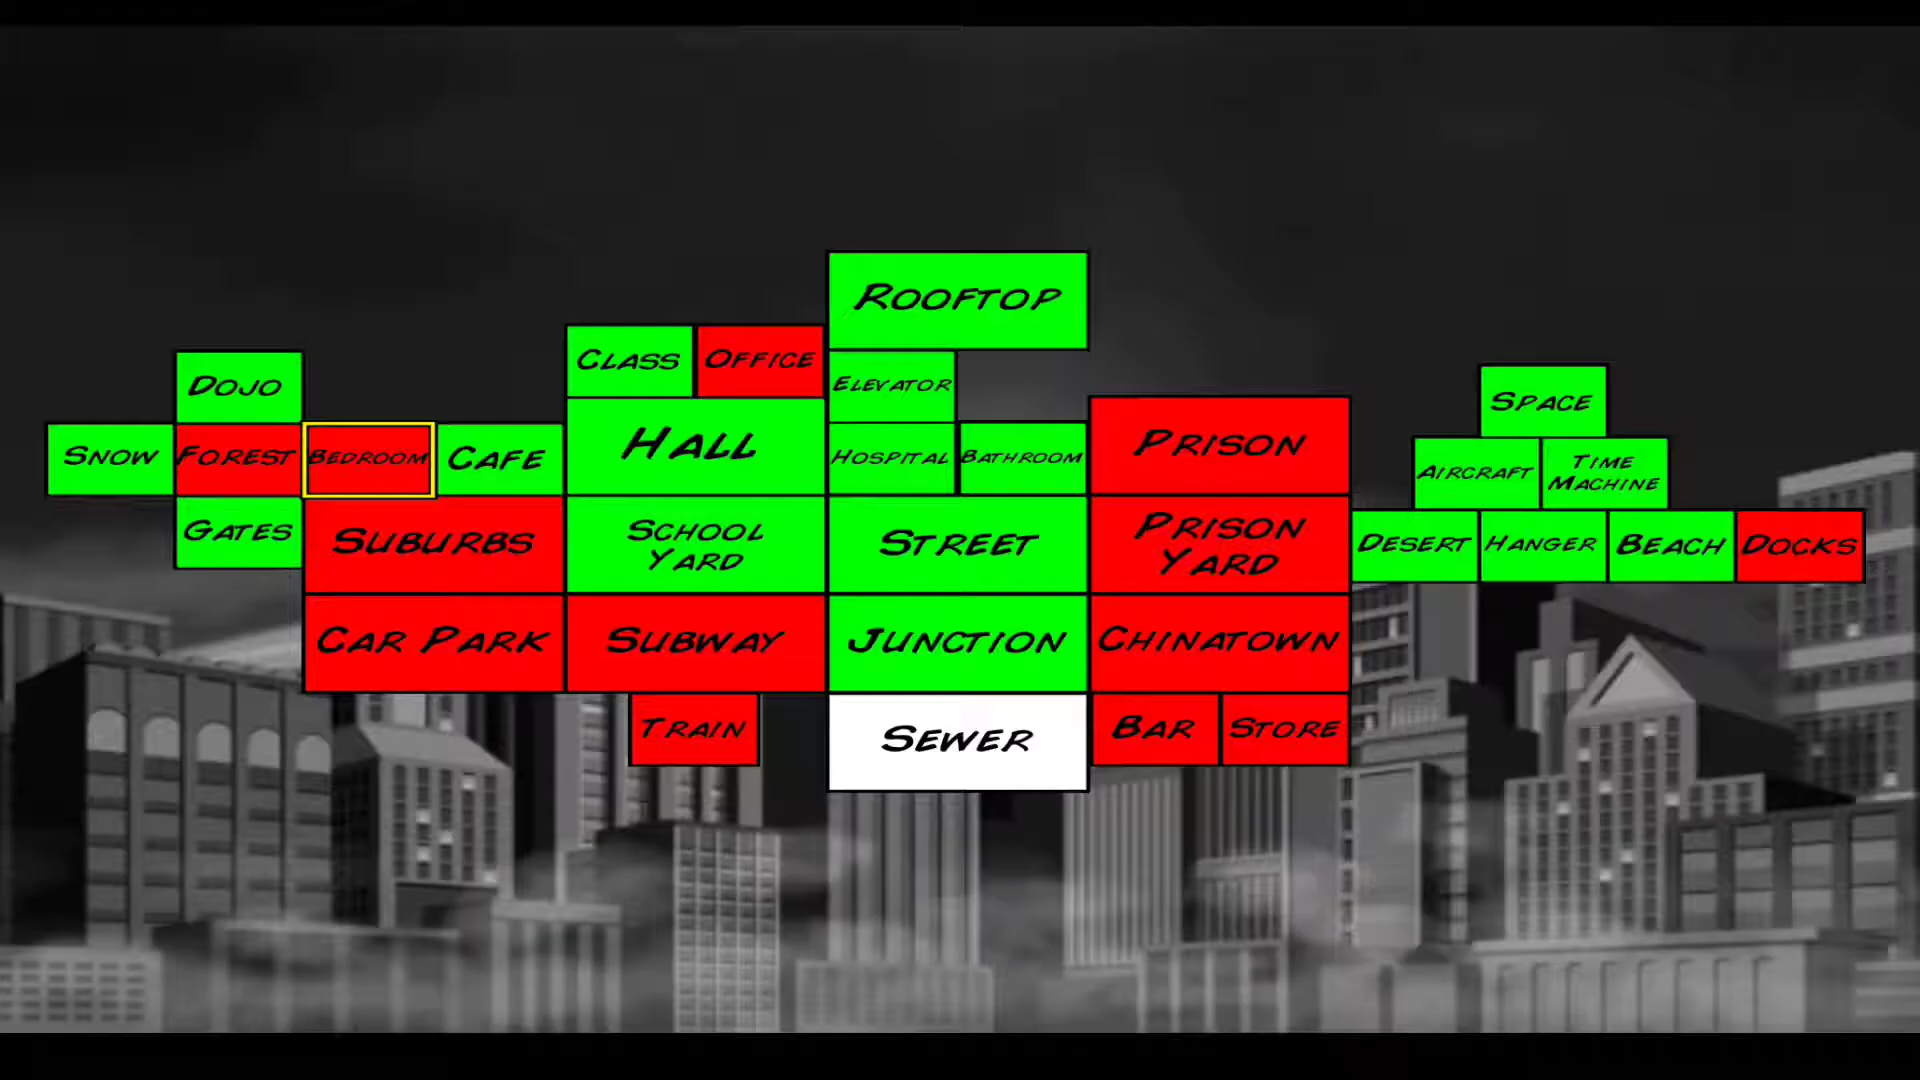 Rooftop
Class
Office
Elevator
Dojo
Space
Snow
Forest
Bedroom
Cafe
Hall
Hospital
Bathroom
Prison
Aircraft
Time
Machine
Gates
Suburbs
School
Yard
Street
Prison
Yard
Desert
Hanger
Beach
Docks
Car Park
Subway
Junction
Chinatown
Train
Sewer
Bar
Store